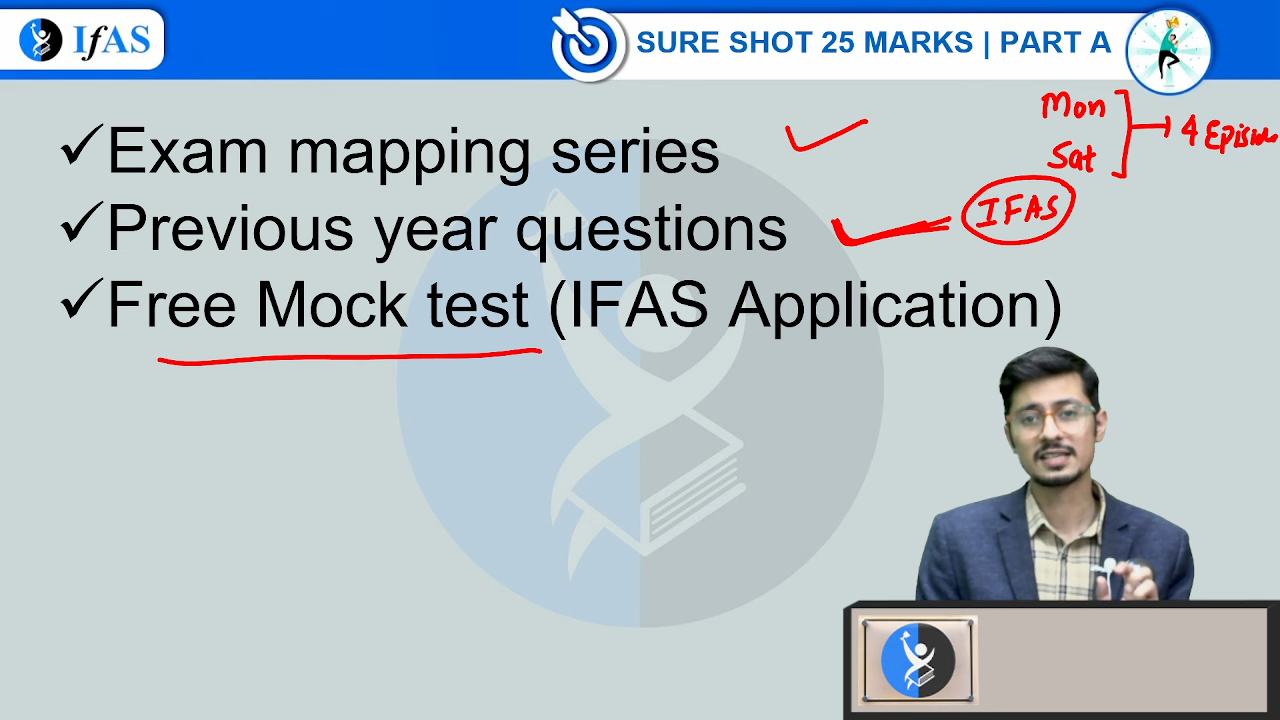 IfAS
SURE SHOT 25 MARKS | PART A
Mon
Sat
4
✓Exam mapping series
✓Previous year questions
IFAS
✓Free Mock test (IFAS Application)